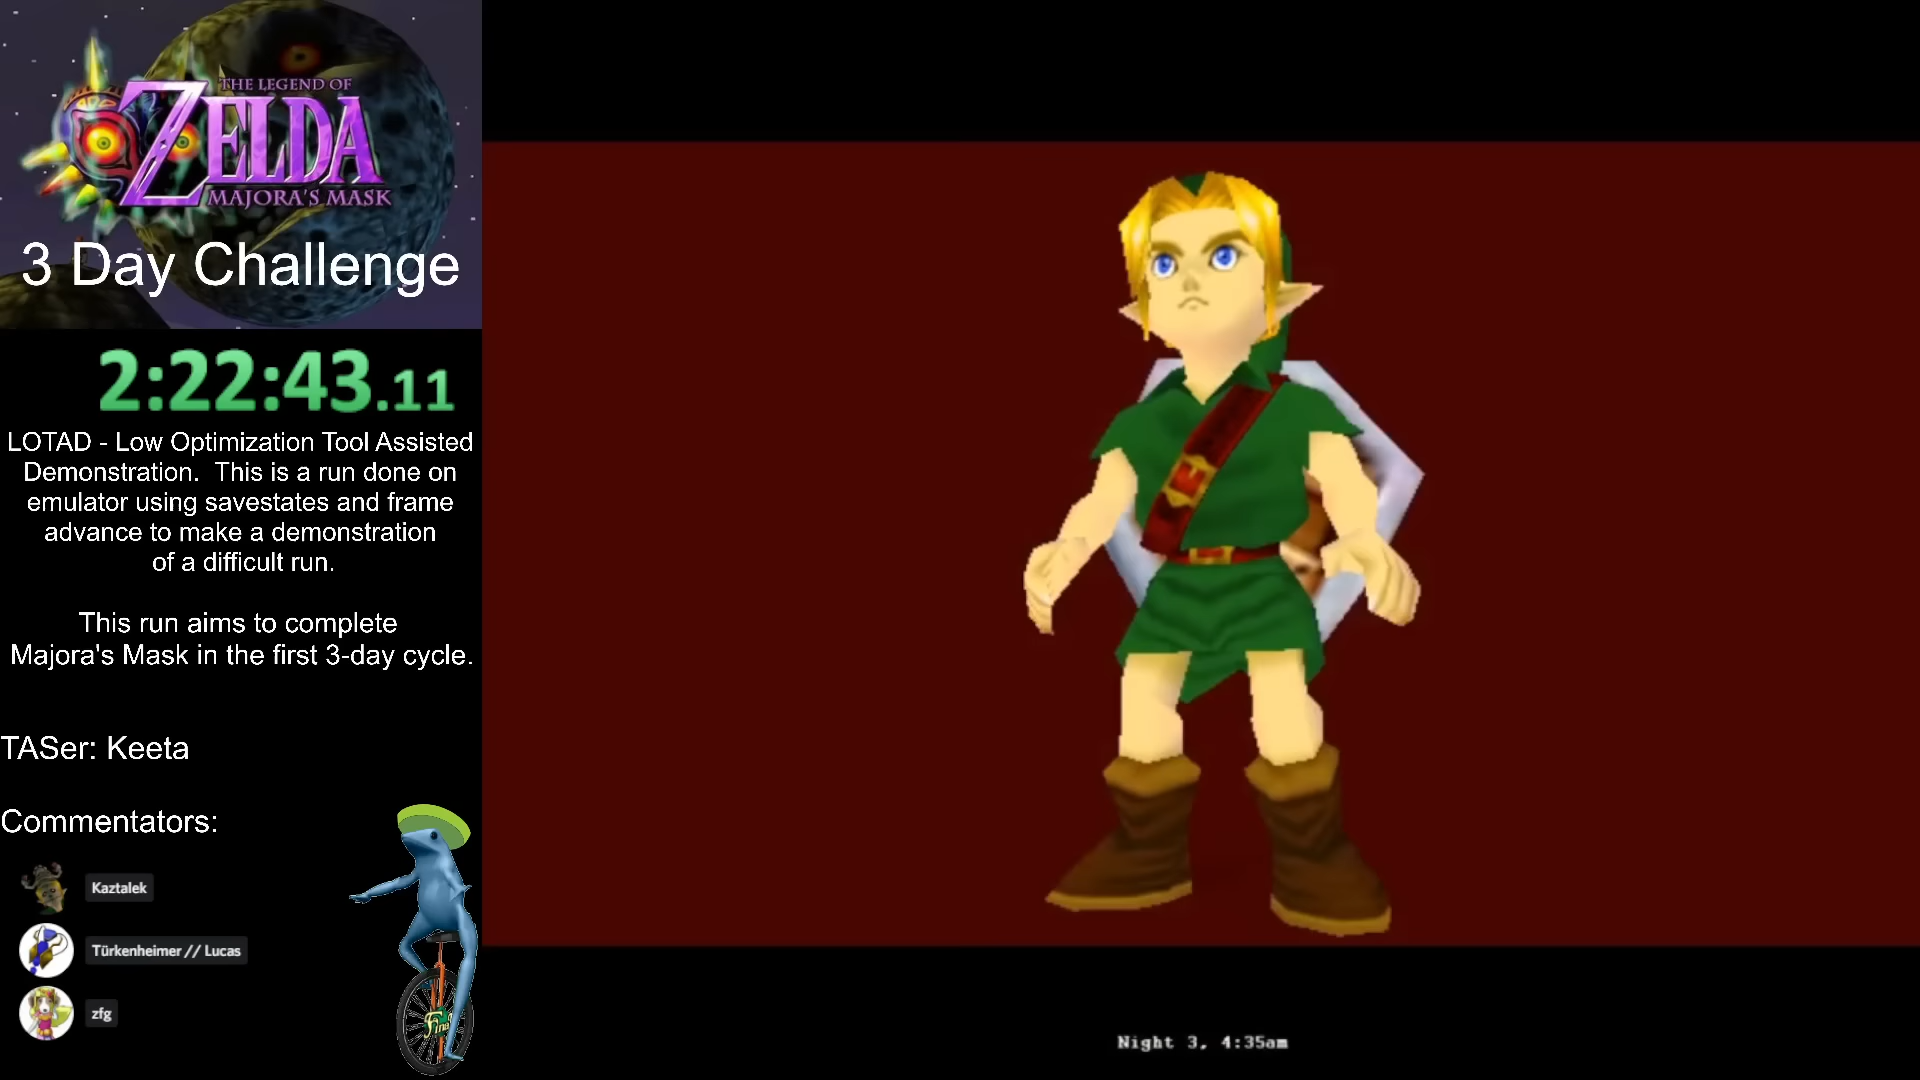 THE LEGEND OF
ZELDA
MAJORA'S MASK
3 Day Challenge
2:22:43.11
LOTAD - Low Optimization Tool Assisted
Demonstration. This is a run done on
emulator using savestates and frame
advance to make a demonstration
of a difficult run.
This run aims to complete
Majora's Mask in the first 3-day cycle.
TASer: Keeta
Commentators:
Kaztalek
Türkenheimer // Lucas
zfg
Final
Night 3, 4:35am